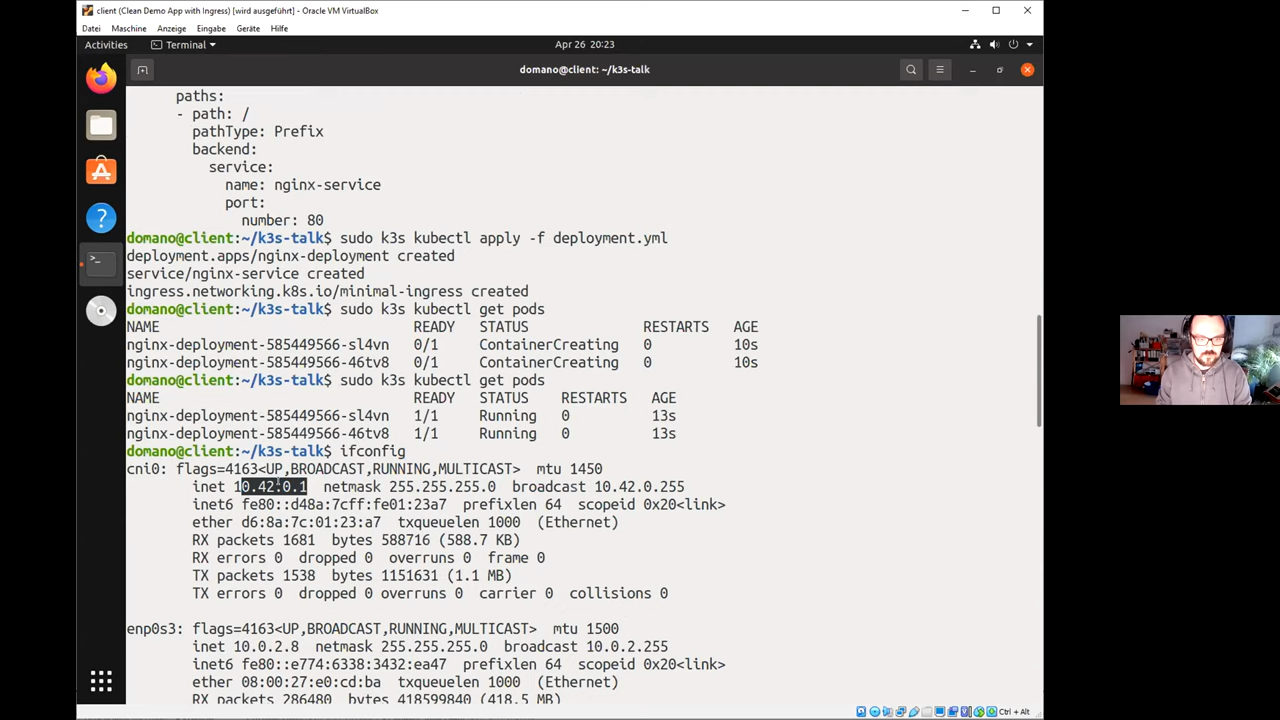 client (Clean Demo App with Ingress) [wird ausgeführt] - Oracle VM VirtualBox
Datei Maschine Anzeige Eingabe Geräte Hilfe
Activities Terminal Apr 26 20:23
domano@client: ~/k3s-talk
paths:
- path: /
pathType: Prefix
backend:
service:
name: nginx-service
port:
number: 80
domano@client:~/k3s-talk$ sudo k3s kubectl apply -f deployment.yml
deployment.apps/nginx-deployment created
service/nginx-service created
ingress.networking.k8s.io/minimal-ingress created
domano@client:~/k3s-talk$ sudo k3s kubectl get pods
NAME READY STATUS RESTARTS AGE
nginx-deployment-585449566-sl4vn 0/1 ContainerCreating 0 10s
nginx-deployment-585449566-46tv8 0/1 ContainerCreating 0 10s
domano@client:~/k3s-talk$ sudo k3s kubectl get pods
NAME READY STATUS RESTARTS AGE
nginx-deployment-585449566-sl4vn 1/1 Running 0 13s
nginx-deployment-585449566-46tv8 1/1 Running 0 13s
domano@client:~/k3s-talk$ ifconfig
cni0: flags=4163<UP,BROADCAST,RUNNING,MULTICAST> mtu 1450
inet 10.42.0.1 netmask 255.255.255.0 broadcast 10.42.0.255
inet6 fe80::d48a:7cff:fe01:23a7 prefixlen 64 scopeid 0x20<link>
ether d6:8a:7c:01:23:a7 txqueuelen 1000 (Ethernet)
RX packets 1681 bytes 588716 (588.7 KB)
RX errors 0 dropped 0 overruns 0 frame 0
TX packets 1538 bytes 1151631 (1.1 MB)
TX errors 0 dropped 0 overruns 0 carrier 0 collisions 0
enp0s3: flags=4163<UP,BROADCAST,RUNNING,MULTICAST> mtu 1500
inet 10.0.2.8 netmask 255.255.255.0 broadcast 10.0.2.255
inet6 fe80::e774:6338:3432:ea47 prefixlen 64 scopeid 0x20<link>
ether 08:00:27:e0:cd:ba txqueuelen 1000 (Ethernet)
RX packets 286480 bytes 418599840 (418.5 MB)
Ctrl + Alt